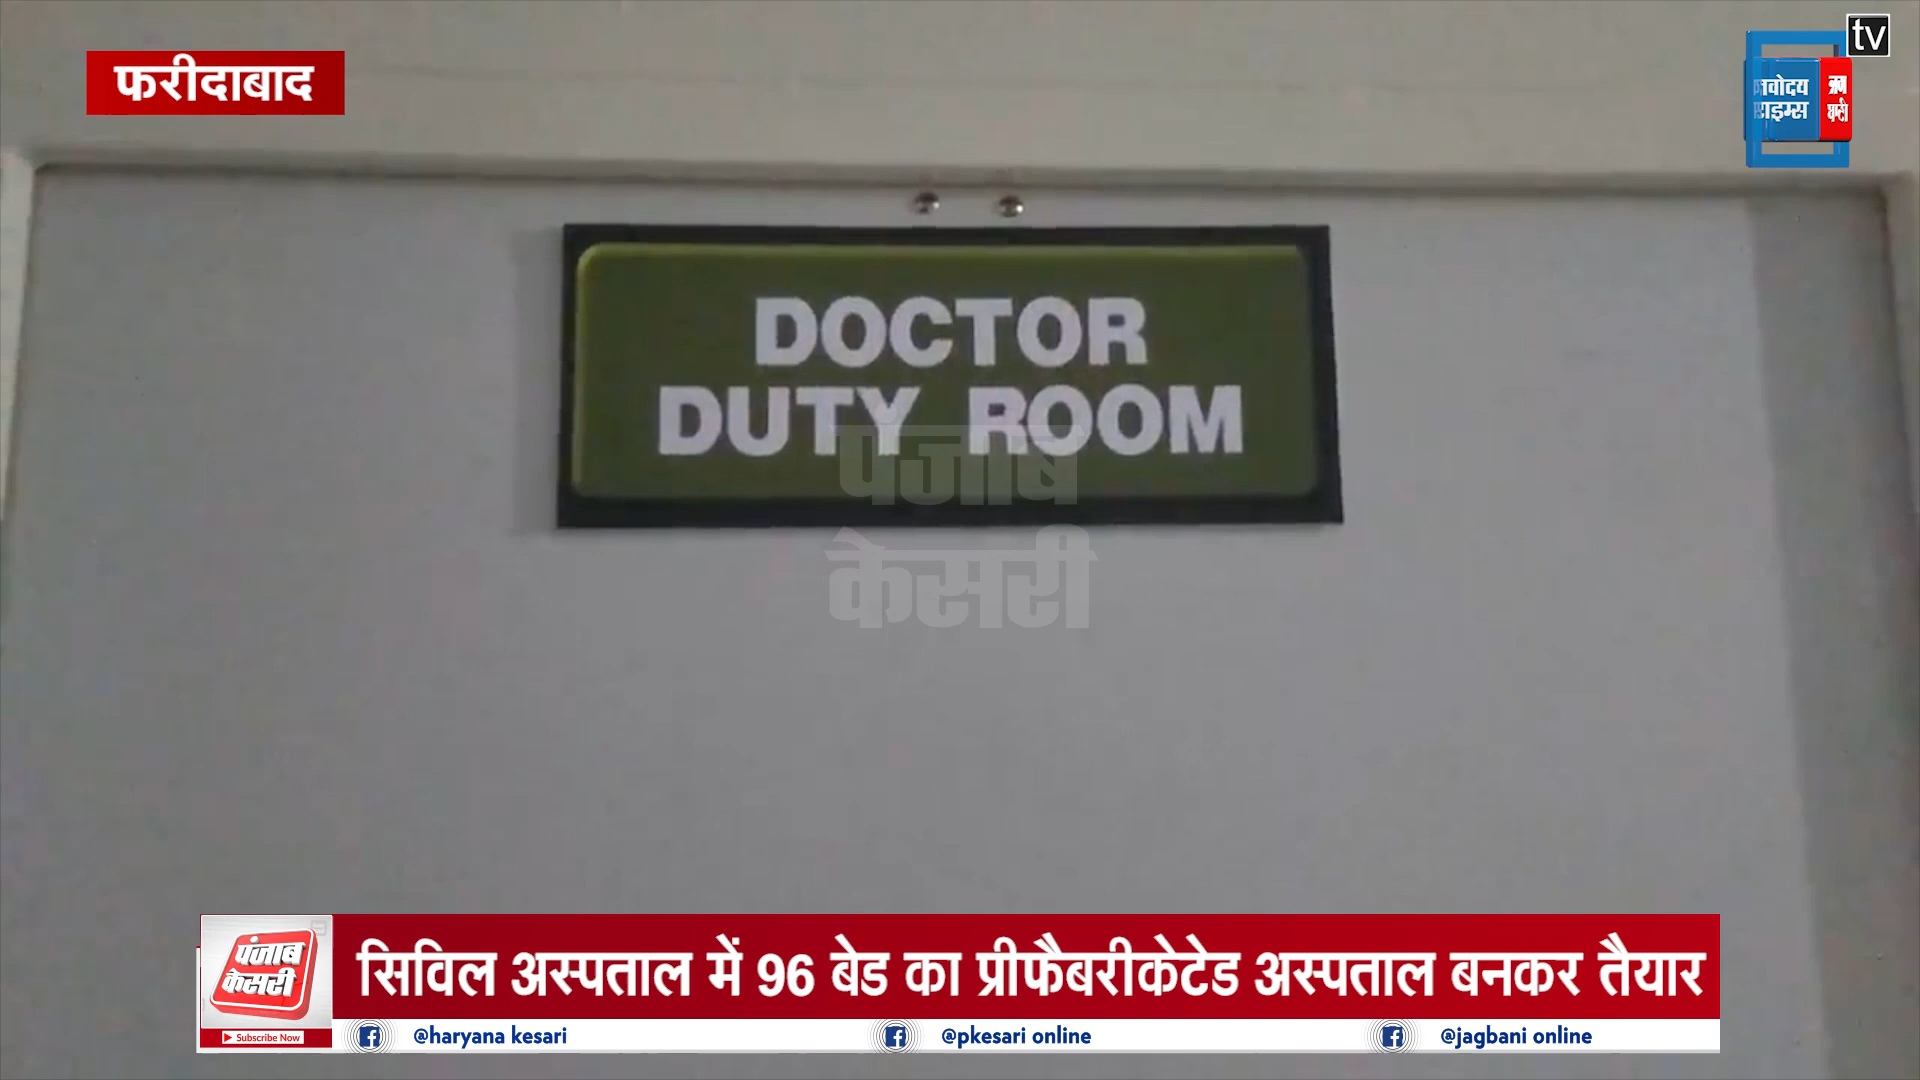 फरीदाबाद
tv
DOCTOR
DUTY ROOM
पंजाब
केसरी
पंजाब
केसरी
सिविल अस्पताल में 96 बेड का प्रीफैबरीकेटेड अस्पताल बनकर तैयार
Subscribe Now
@haryana kesari
@pkesari online
@jagbani online